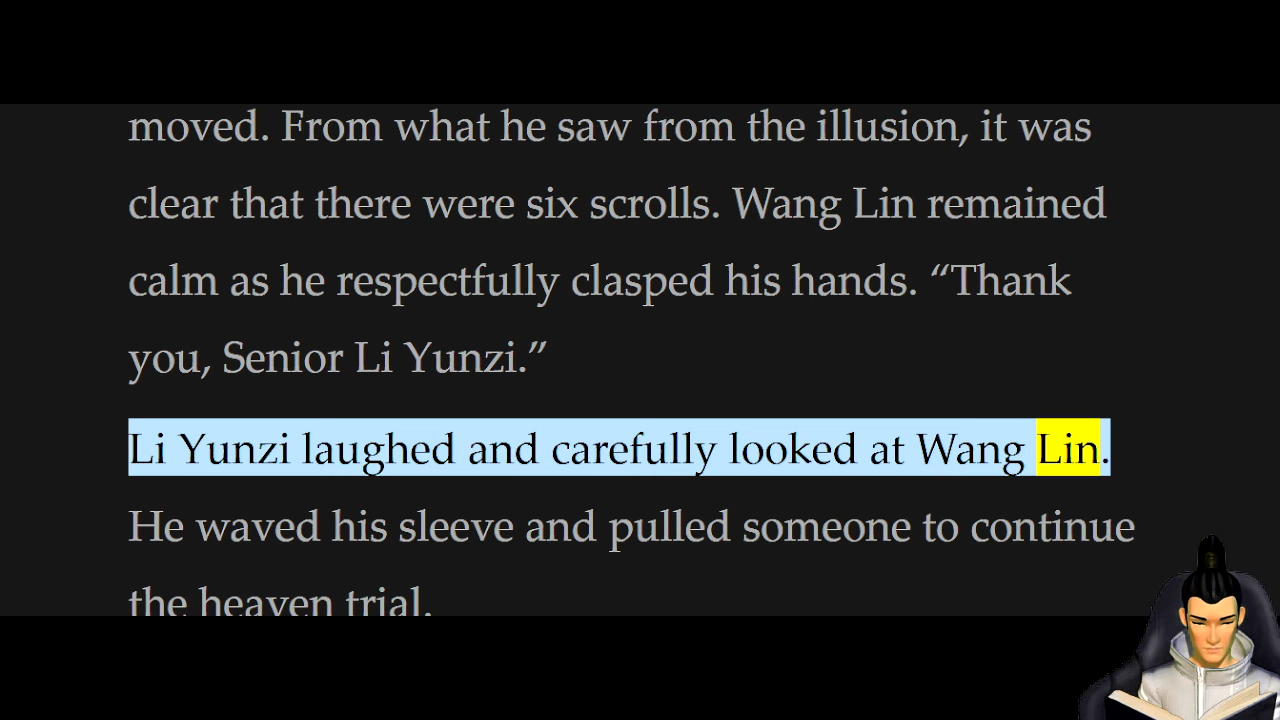 moved. From what he saw from the illusion, it was
clear that there were six scrolls. Wang Lin remained
calm as he respectfully clasped his hands. “Thank
you, Senior Li Yunzi.”
Li Yunzi laughed and carefully looked at Wang Lin.
He waved his sleeve and pulled someone to continue
the heaven trial.